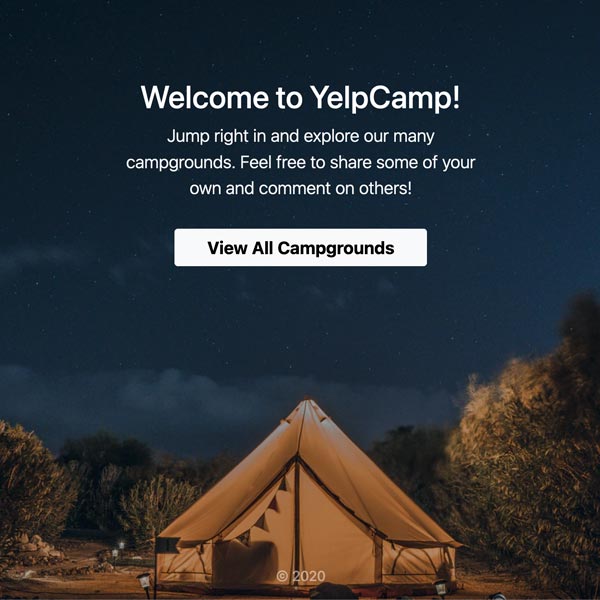 Welcome to YelpCamp!
Jump right in and explore our many
campgrounds. Feel free to share some of your
own and comment on others!
View All Campgrounds
© 2020